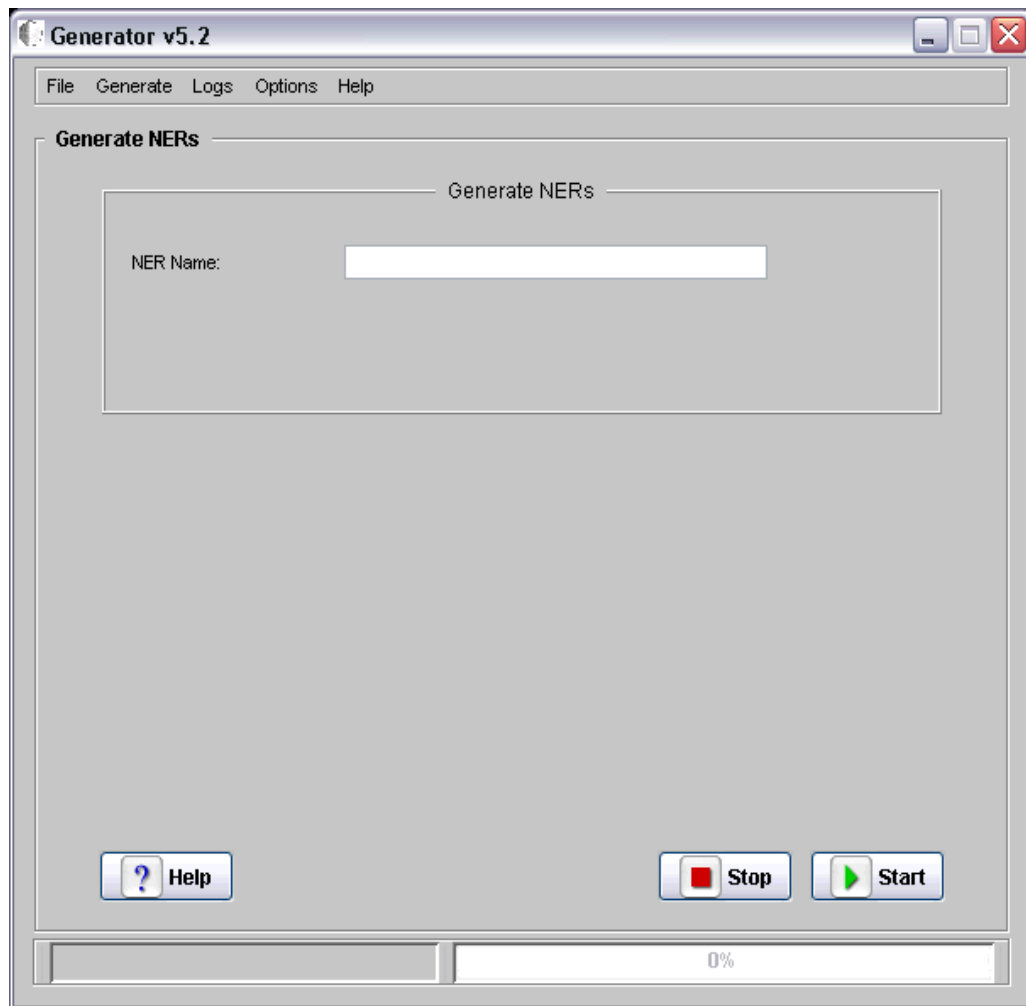 Generator v5.2
File Generate Logs Options Help
Generate NERs
Generate NERs
NER Name:
? Help
Stop
Start
0%